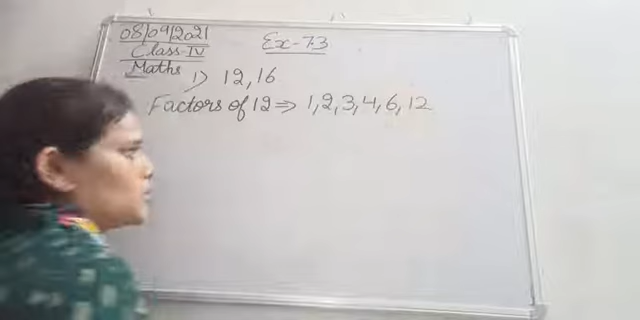 08/09/2021
Class-IV
Maths
Ex-7.3
1) 12, 16
Factors of 12 ⇒ 1, 2, 3, 4, 6, 12